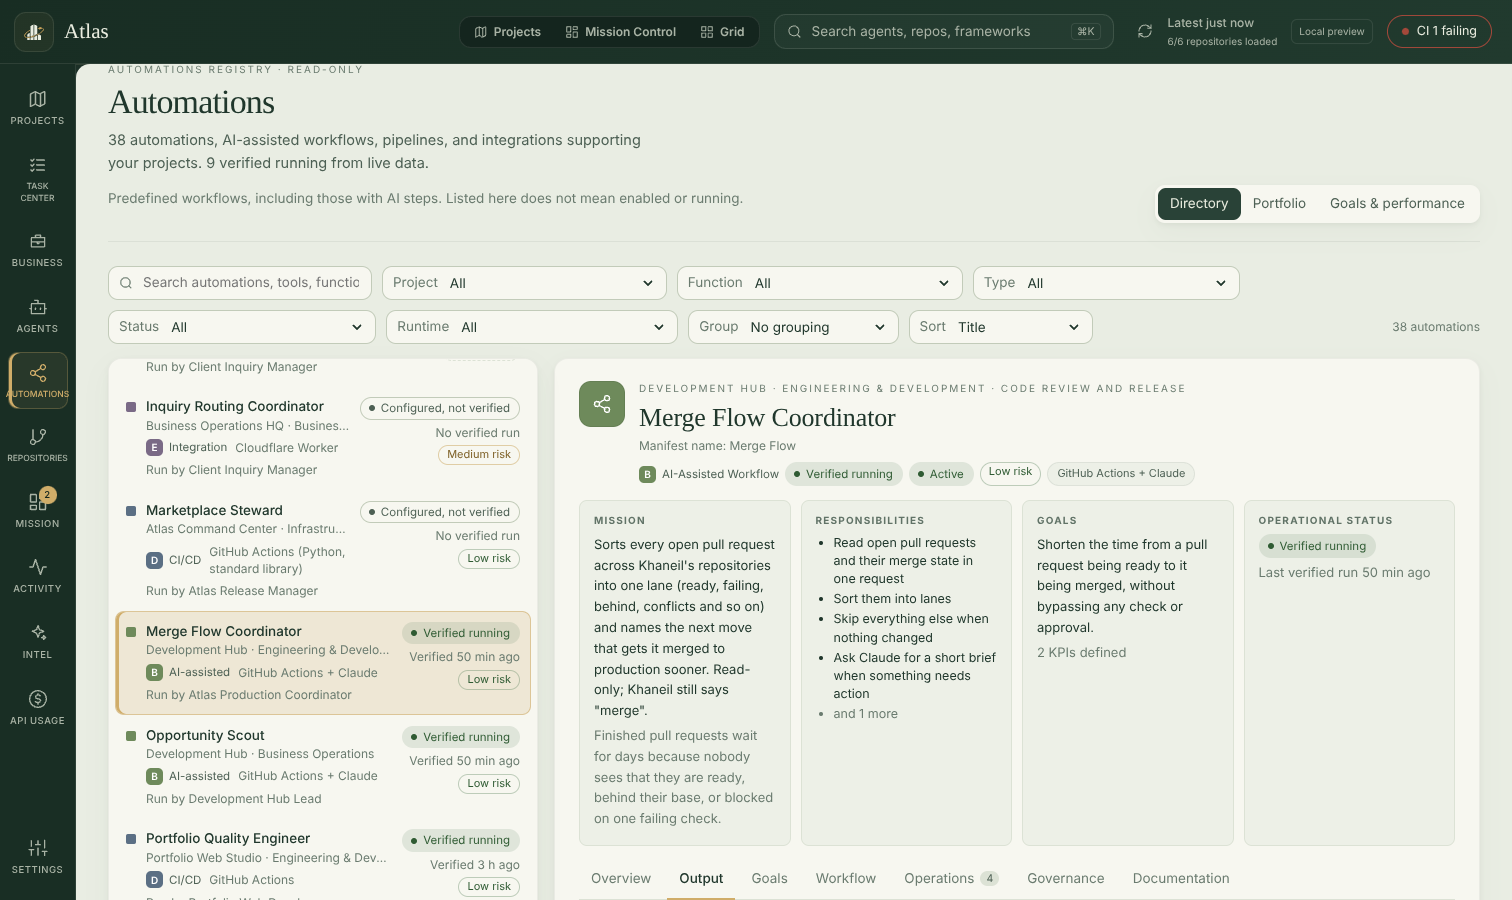 Atlas
Projects
Mission Control
Grid
Search agents, repos, frameworks
⌘K
Latest just now
6/6 repositories loaded
Local preview
CI 1 failing
PROJECTS
TASK
CENTER
BUSINESS
AGENTS
AUTOMATIONS
REPOSITORIES
2
MISSION
ACTIVITY
INTEL
API USAGE
SETTINGS
AUTOMATIONS REGISTRY · READ-ONLY
Automations
38 automations, AI-assisted workflows, pipelines, and integrations supporting
your projects. 9 verified running from live data.
Predefined workflows, including those with AI steps. Listed here does not mean enabled or running.
Directory
Portfolio
Goals & performance
Search automations, tools, functio
Project All
Function All
Type All
Status All
Runtime All
Group No grouping
Sort Title
38 automations
Run by Client Inquiry Manager
Inquiry Routing Coordinator
Configured, not verified
Business Operations HQ · Busines...
No verified run
E Integration Cloudflare Worker
Medium risk
Run by Client Inquiry Manager
Marketplace Steward
Configured, not verified
Atlas Command Center · Infrastru...
No verified run
D CI/CD GitHub Actions (Python,
standard library)
Low risk
Run by Atlas Release Manager
Merge Flow Coordinator
Verified running
Development Hub · Engineering & Develo...
Verified 50 min ago
B AI-assisted GitHub Actions + Claude
Low risk
Run by Atlas Production Coordinator
Opportunity Scout
Verified running
Development Hub · Business Operations
Verified 50 min ago
B AI-assisted GitHub Actions + Claude
Low risk
Run by Development Hub Lead
Portfolio Quality Engineer
Verified running
Portfolio Web Studio · Engineering & Dev...
Verified 3 h ago
D CI/CD GitHub Actions
Low risk
DEVELOPMENT HUB · ENGINEERING & DEVELOPMENT · CODE REVIEW AND RELEASE
Merge Flow Coordinator
Manifest name: Merge Flow
B AI-Assisted Workflow
Verified running
Active
Low risk
GitHub Actions + Claude
MISSION
Sorts every open pull request
across Khaneil's repositories
into one lane (ready, failing,
behind, conflicts and so on)
and names the next move
that gets it merged to
production sooner. Read-
only; Khaneil still says
"merge".
Finished pull requests wait
for days because nobody
sees that they are ready,
behind their base, or blocked
on one failing check.
RESPONSIBILITIES
• Read open pull requests
and their merge state in
one request
• Sort them into lanes
• Skip everything else when
nothing changed
• Ask Claude for a short brief
when something needs
action
• and 1 more
GOALS
Shorten the time from a pull
request being ready to it
being merged, without
bypassing any check or
approval.
2 KPIs defined
OPERATIONAL STATUS
Verified running
Last verified run 50 min ago
Overview
Output
Goals
Workflow
Operations 4
Governance
Documentation